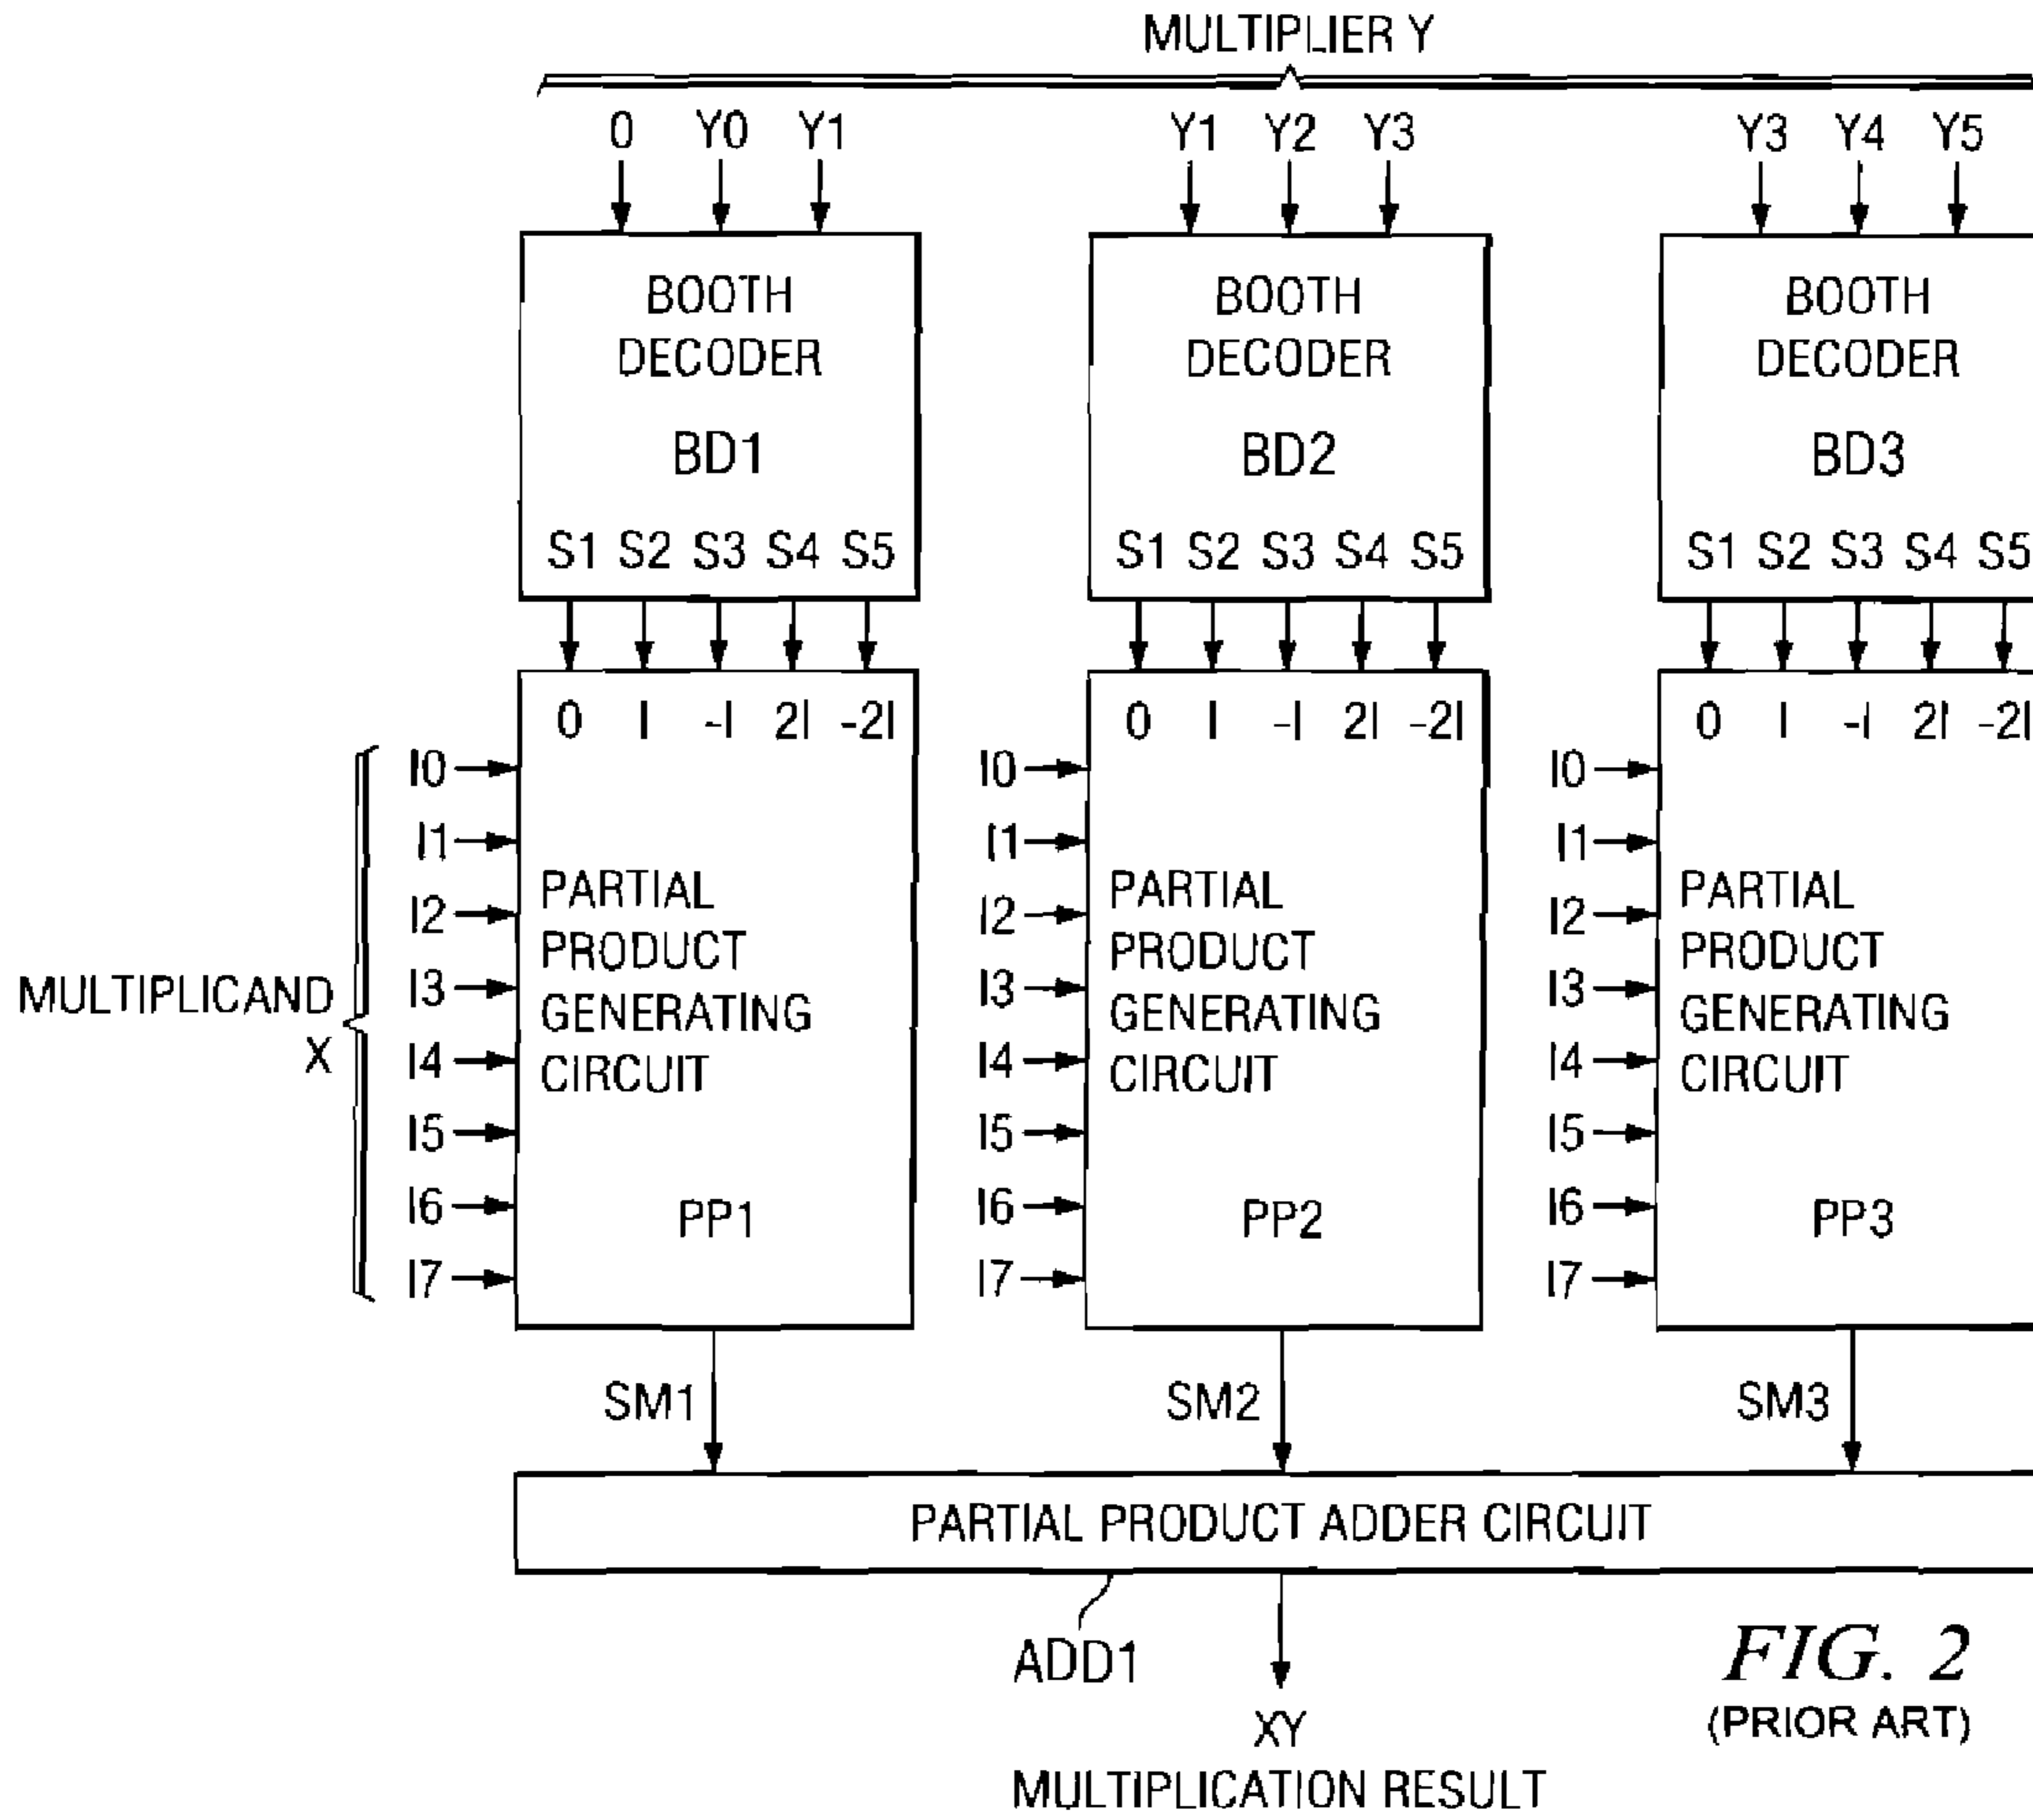 MULTIPLIER Y
0 Y0 Y1 Y1 Y2 Y3 Y3 Y4 Y5
BOOTH DECODER BD1
S1 S2 S3 S4 S5
BOOTH DECODER BD2
S1 S2 S3 S4 S5
BOOTH DECODER BD3
S1 S2 S3 S4 S5
MULTIPLICAND
X
0 I -I 2I -2I
I0
I1
I2
I3
I4
I5
I6
I7
PARTIAL
PRODUCT
GENERATING
CIRCUIT
PP1
0 I -I 2I -2I
I0
I1
I2
I3
I4
I5
I6
I7
PARTIAL
PRODUCT
GENERATING
CIRCUIT
PP2
0 I -I 2I -2I
I0
I1
I2
I3
I4
I5
I6
I7
PARTIAL
PRODUCT
GENERATING
CIRCUIT
PP3
SM1 SM2 SM3
PARTIAL PRODUCT ADDER CIRCUIT
ADD1
XY
MULTIPLICATION RESULT
FIG. 2
(PRIOR ART)